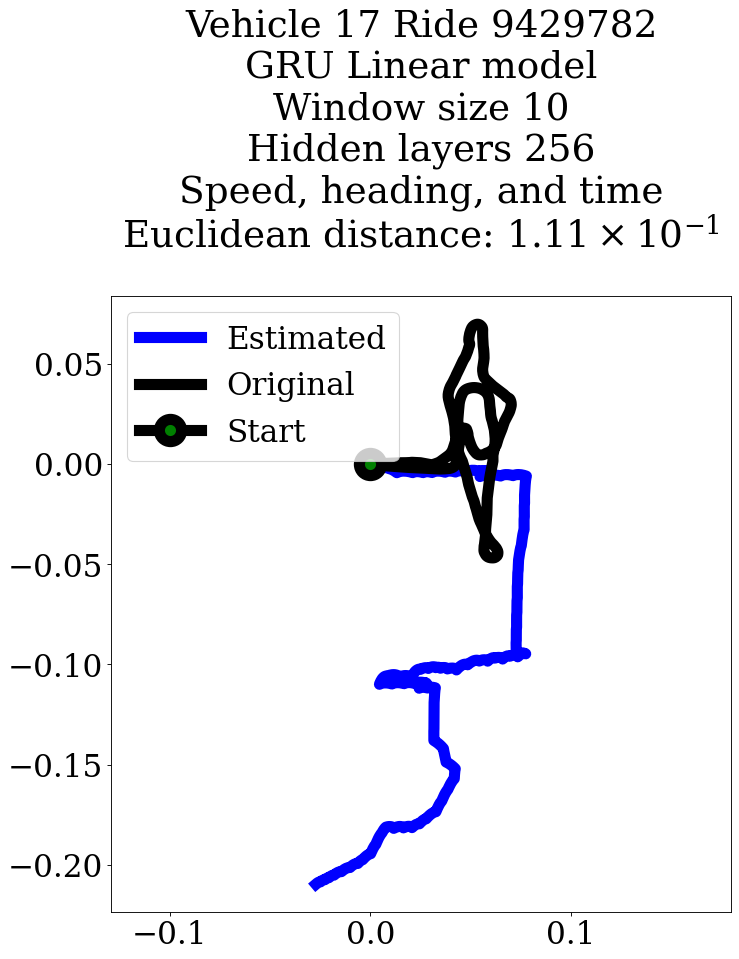 Vehicle 17 Ride 9429782
GRU Linear model
Window size 10
Hidden layers 256
Speed, heading, and time
Euclidean distance: 1.11 × 10⁻¹
Estimated
Original
Start
0.05
0.00
−0.05
−0.10
−0.15
−0.20
−0.1 0.0 0.1